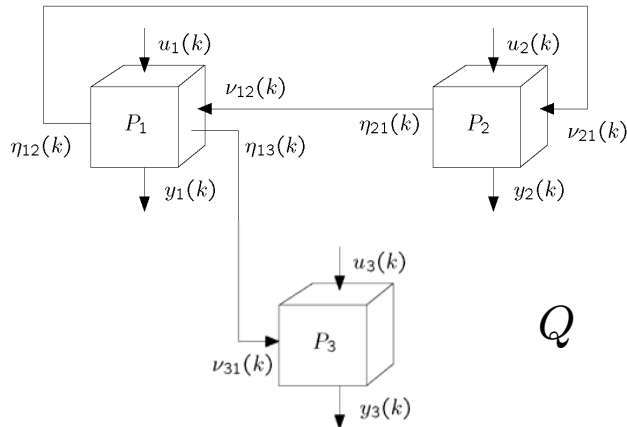 u₁(k)
u₂(k)
ν₁₂(k)
P₁
η₂₁(k)
P₂
ν₂₁(k)
η₁₂(k)
η₁₃(k)
y₁(k)
y₂(k)
u₃(k)
Q
P₃
ν₃₁(k)
y₃(k)